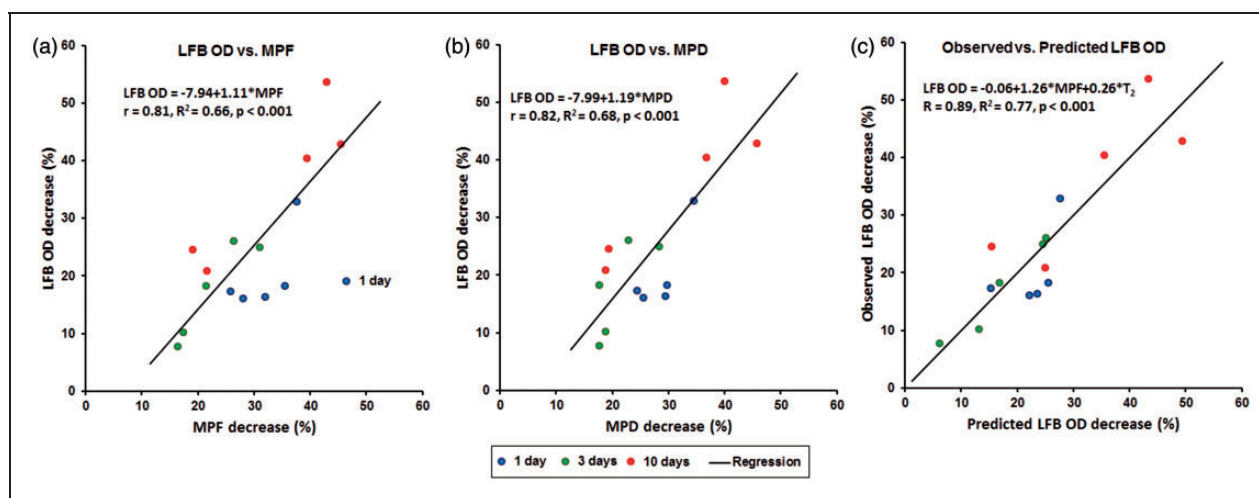 (a)
LFB OD vs. MPF
LFB OD = -7.94+1.11*MPF
r = 0.81, R² = 0.66, p < 0.001
60
50
40
30
20
10
0
LFB OD decrease (%)
1 day
0 10 20 30 40 50 60
MPF decrease (%)
(b)
LFB OD vs. MPD
LFB OD = -7.99+1.19*MPD
r = 0.82, R² = 0.68, p < 0.001
60
50
40
30
20
10
0
LFB OD decrease (%)
0 10 20 30 40 50 60
MPD decrease (%)
(c)
Observed vs. Predicted LFB OD
LFB OD = -0.06+1.26*MPF+0.26*T₂
R = 0.89, R² = 0.77, p < 0.001
60
50
40
30
20
10
0
Observed LFB OD decrease (%)
0 10 20 30 40 50 60
Predicted LFB OD decrease (%)
1 day 3 days 10 days Regression